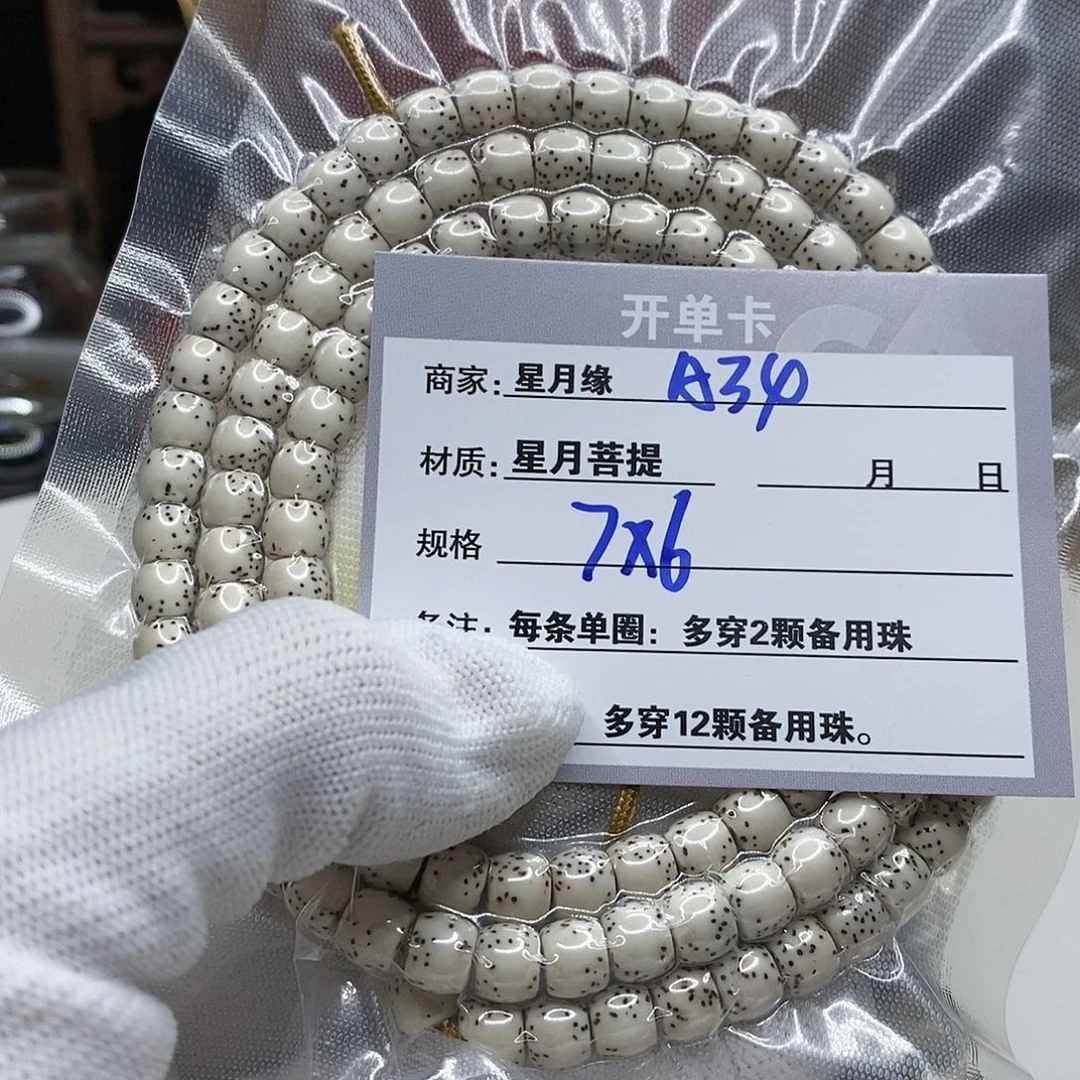 开单卡
商家: 星月缘 A34
材质: 星月菩提 月 日
规格 7x6
备注: 每条单圈: 多穿2颗备用珠
多穿12颗备用珠。